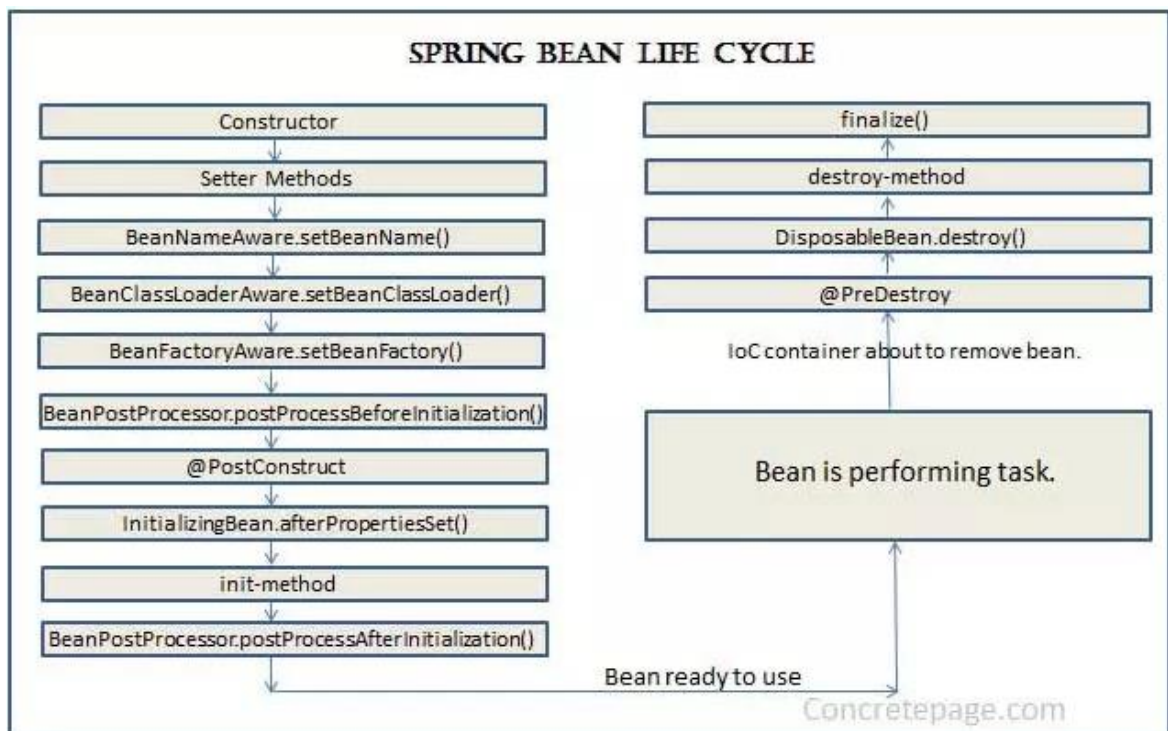 SPRING BEAN LIFE CYCLE
Constructor
Setter Methods
BeanNameAware.setBeanName()
BeanClassLoaderAware.setBeanClassLoader()
BeanFactoryAware.setBeanFactory()
BeanPostProcessor.postProcessBeforeInitialization()
@PostConstruct
InitializingBean.afterPropertiesSet()
init-method
BeanPostProcessor.postProcessAfterInitialization()
Bean ready to use
Bean is performing task.
IoC container about to remove bean.
@PreDestroy
DisposableBean.destroy()
destroy-method
finalize()
Concretepage.com